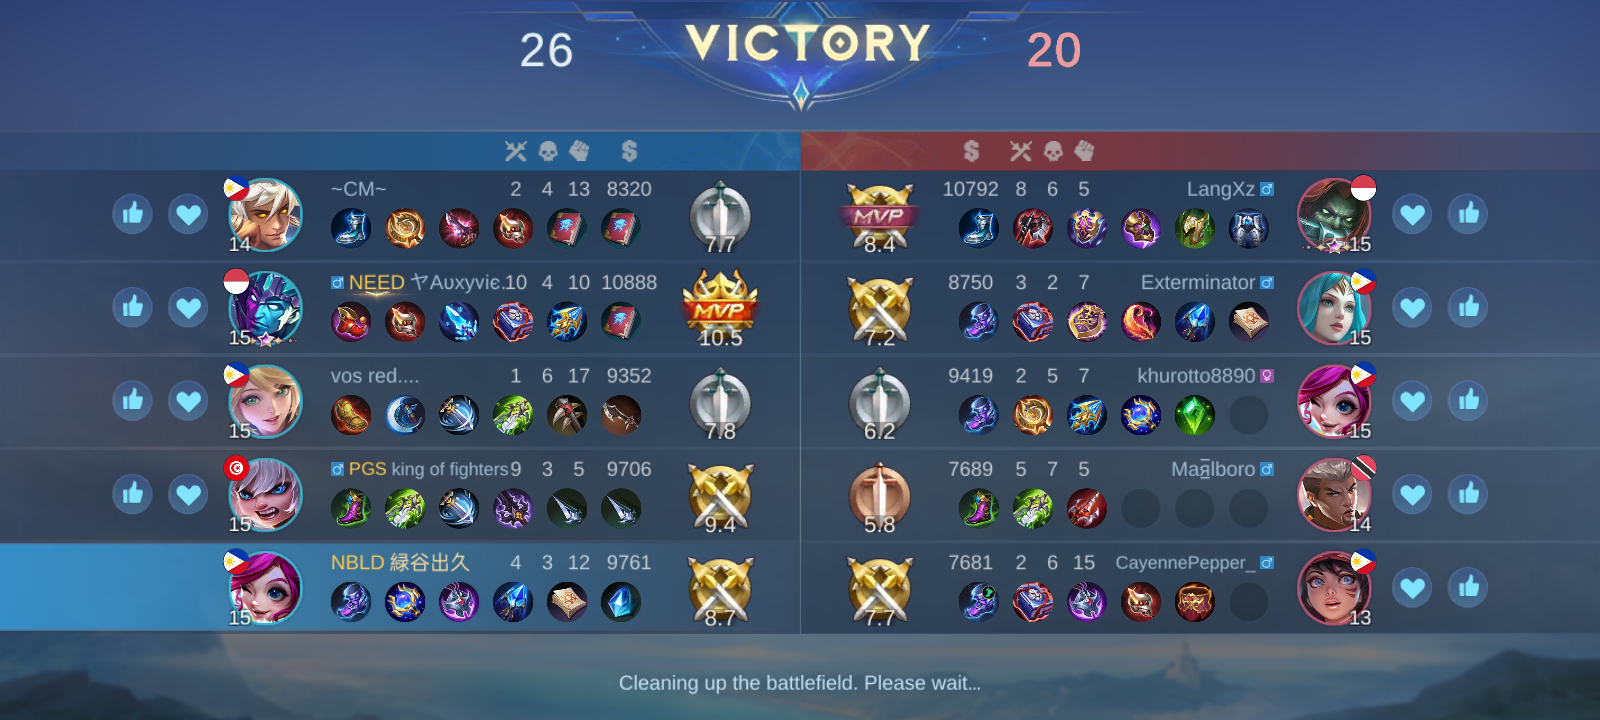 26 VICTORY 20
~CM~ 2 4 13 8320
14 7.7
10792 8 6 5 LangXz
MVP 8.4 15
NEED ヤAuxyvic.10 4 10 10888
15 MVP 10.5
8750 3 2 7 Exterminator
7.2 15
vos red.... 1 6 17 9352
15 7.8
9419 2 5 7 khurotto8890
6.2 15
PGS king of fighters 9 3 5 9706
15 9.4
7689 5 7 5
5.8 14
NBLD 緑谷出久 4 3 12 9761
15 8.7
7681 2 6 15 CayennePepper_
7.7 13
Cleaning up the battlefield. Please wait...